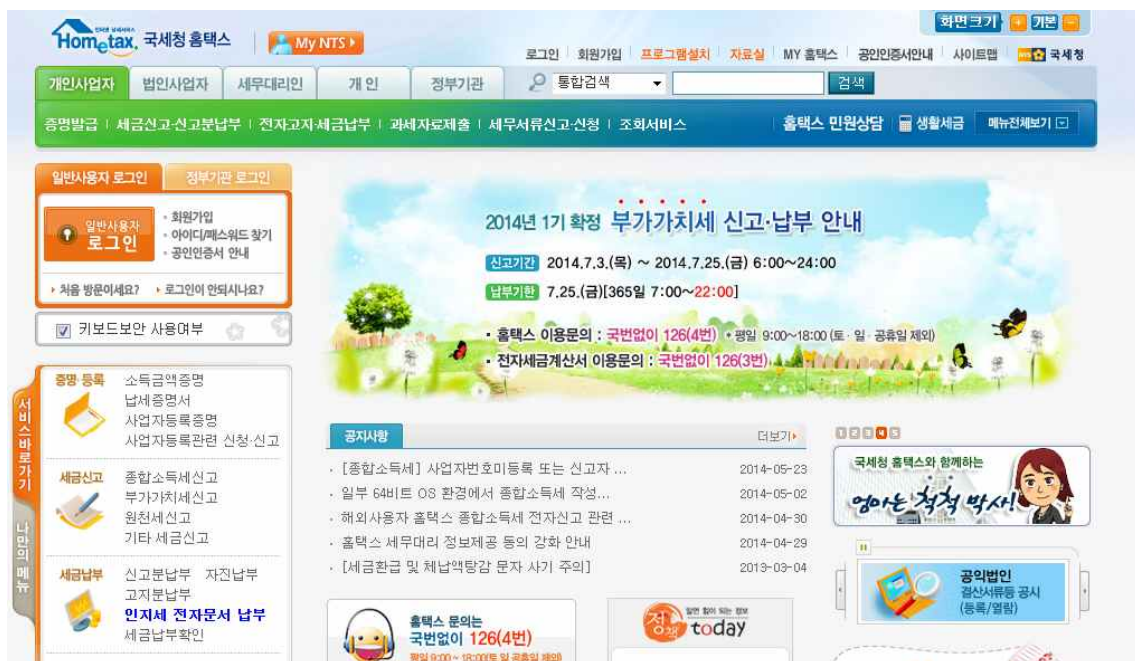 화면크기 기본
Hometax. 국세청 홈택스 My NTS
로그인 회원가입 프로그램설치 자료실 MY 홈택스 공인인증서안내 사이트맵 국세청
개인사업자 법인사업자 세무대리인 개 인 정부기관 통합검색 검색
증명발급 세금신고·신고분납부 전자고지·세금납부 과세자료제출 세무서류신고·신청 조회서비스 홈택스 민원상담 생활세금 메뉴전체보기
일반사용자 로그인 정부기관 로그인
일반사용자
로그인
· 회원가입
· 아이디/패스워드 찾기
· 공인인증서 안내
처음 방문이세요? 로그인이 안되시나요?
키보드보안 사용여부
2014년 1기 확정 부가가치세 신고·납부 안내
신고기간 2014.7.3.(목) ~ 2014.7.25.(금) 6:00~24:00
납부기한 7.25.(금)[365일 7:00~22:00]
· 홈택스 이용문의 : 국번없이 126(4번) • 평일 9:00~18:00 (토 · 일 · 공휴일 제외)
· 전자세금계산서 이용문의 : 국번없이 126(3번)
서비스바로가기
나만의 메뉴
증명·등록 소득금액증명
납세증명서
사업자등록증명
사업자등록관련 신청·신고
세금신고 종합소득세신고
부가가치세신고
원천세신고
기타 세금신고
세금납부 신고분납부 자진납부
고지분납부
인지세 전자문서 납부
세금납부확인
공지사항 더보기
· [종합소득세] 사업자번호미등록 또는 신고자 ... 2014-05-23
· 일부 64비트 OS 환경에서 종합소득세 작성... 2014-05-02
· 해외사용자 홈택스 종합소득세 전자신고 관련 ... 2014-04-30
· 홈택스 세무대리 정보제공 동의 강화 안내 2014-04-29
· [세금환급 및 체납액탕감 문자 사기 주의] 2013-03-04
1 2 3 4 5
국세청 홈택스와 함께하는
엄마는 척척 박사!
공익법인
결산서류등 공시
(등록/열람)
홈택스 문의는
국번없이 126(4번)
평일 9:00 ~ 18:00(토 일 공휴일 제외)
알면 힘이 되는 정보
정책 today